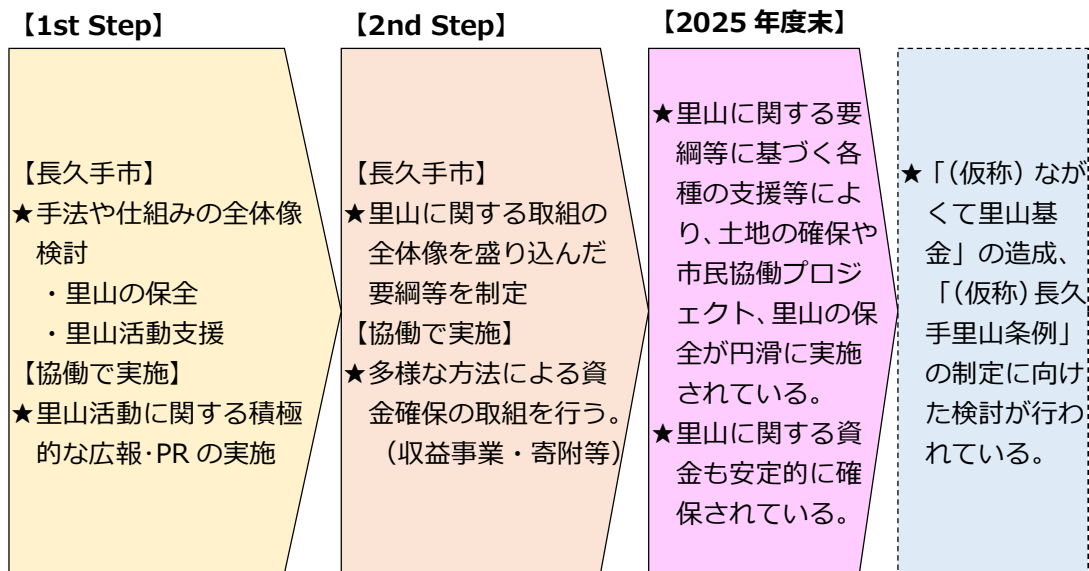 【1st Step】
【長久手市】
★手法や仕組みの全体像
検討
・里山の保全
・里山活動支援
【協働で実施】
★里山活動に関する積極
的な広報･PR の実施
【2nd Step】
【長久手市】
★里山に関する取組の
全体像を盛り込んだ
要綱等を制定
【協働で実施】
★多様な方法による資
金確保の取組を行う。
（収益事業・寄附等）
【2025 年度末】
★里山に関する要
綱等に基づく各
種の支援等によ
り、土地の確保や
市民協働プロジ
ェクト、里山の保
全が円滑に実施
されている。
★里山に関する資
金も安定的に確
保されている。
★「（仮称）なが
くて里山基
金」の造成、
「（仮称）長久
手里山条例」
の制定に向け
た検討が行わ
れている。